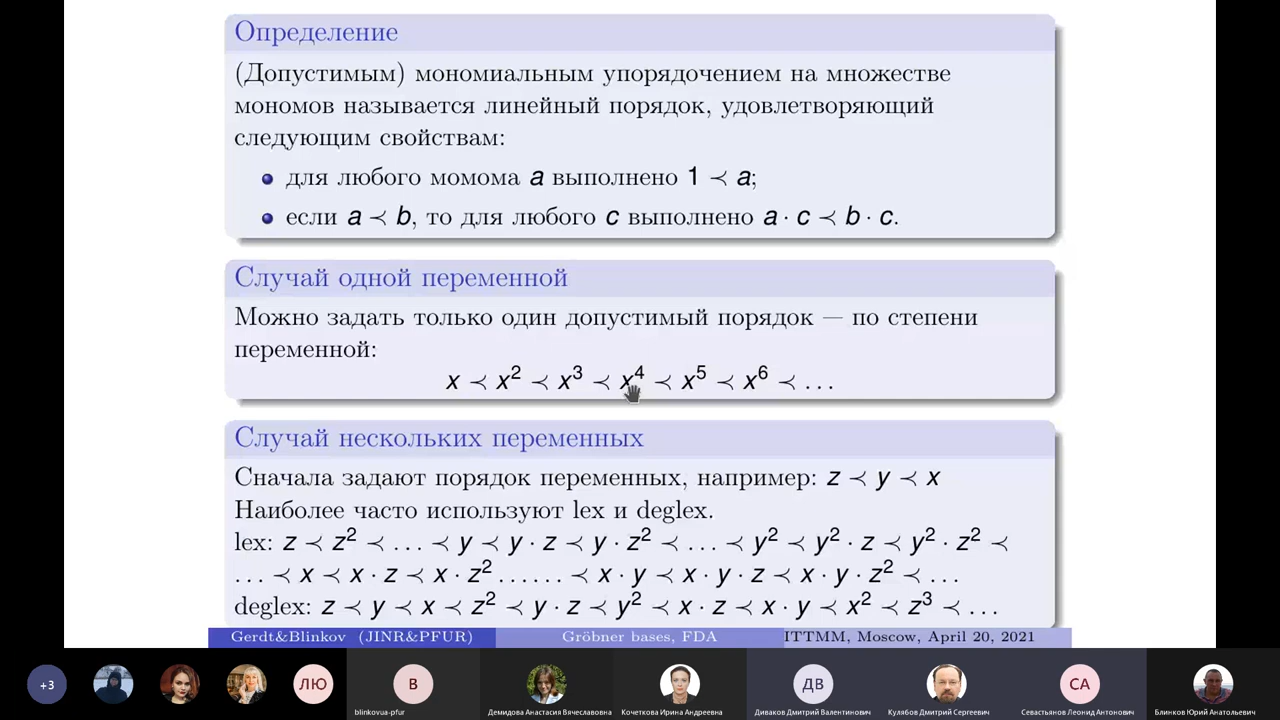 Определение
(Допустимым) мономиальным упорядочением на множестве
мономов называется линейный порядок, удовлетворяющий
следующим свойствам:
для любого момома a выполнено 1 ≺ a;
если a ≺ b, то для любого c выполнено a · c ≺ b · c.
Случай одной переменной
Можно задать только один допустимый порядок — по степени
переменной:
x ≺ x² ≺ x³ ≺ x⁴ ≺ x⁵ ≺ x⁶ ≺ ...
Случай нескольких переменных
Сначала задают порядок переменных, например: z ≺ y ≺ x
Наиболее часто используют lex и deglex.
lex: z ≺ z² ≺ ... ≺ y ≺ y · z ≺ y · z² ≺ ... ≺ y² ≺ y² · z ≺ y² · z² ≺
... ≺ x ≺ x · z ≺ x · z² ...... ≺ x · y ≺ x · y · z ≺ x · y · z² ≺ ...
deglex: z ≺ y ≺ x ≺ z² ≺ y · z ≺ y² ≺ x · z ≺ x · y ≺ x² ≺ z³ ≺ ...
Gerdt&Blinkov (JINR&PFUR) Gröbner bases, FDA ITTMM, Moscow, April 20, 2021
+3 ЛЮ B ДВ СА
blinkovua-pfur Демидова Анастасия Вячеславовна Кочеткова Ирина Андреевна Диваков Дмитрий Валентинович Кулябов Дмитрий Сергеевич Севастьянов Леонид Антонович Блинков Юрий Анатольевич